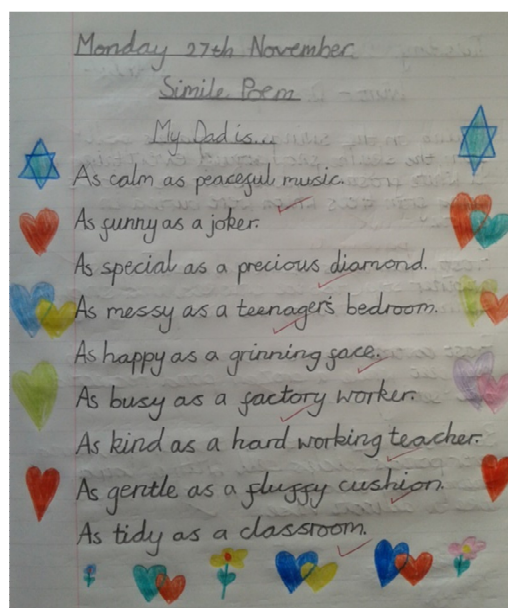 Monday 27th November
Simile Poem
My Dad is...
As calm as peaceful music.
As funny as a joker.
As special as a precious diamond.
As messy as a teenager's bedroom.
As happy as a grinning face.
As busy as a factory worker.
As kind as a hard working teacher.
As gentle as a fluffy cushion.
As tidy as a classroom.